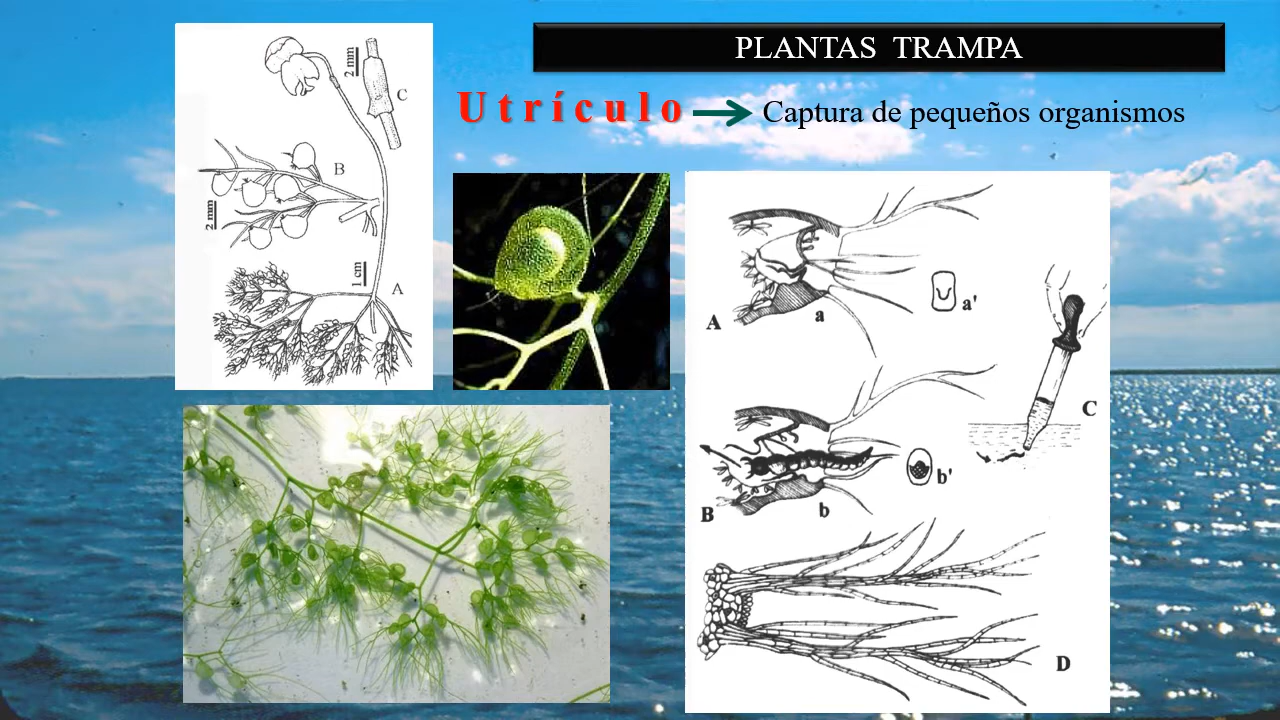 PLANTAS TRAMPA
Utrículo
Captura de pequeños organismos
2 mm
C
B
2 mm
1 cm
A
A
a
a'
C
B
b
b'
D